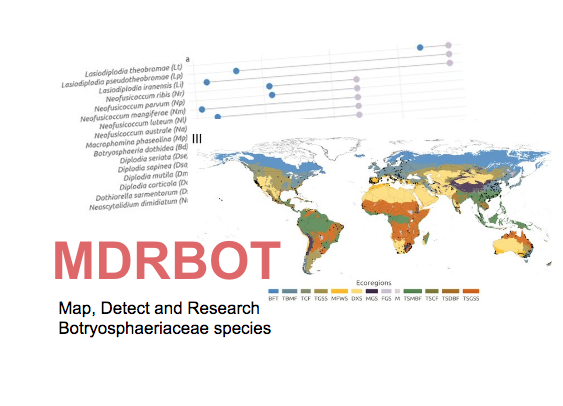 a
Lasiodiplodia theobromae (Lt)
Lasiodiplodia pseudotheobromae (Lp)
Lasiodiplodia iranensis (Li)
Neofusicoccum ribis (Nr)
Neofusicoccum parvum (Np)
Neofusicoccum mangiferae (Nm)
Neofusicoccum luteum (Nl)
Neofusicoccum australe (Na)
Macrophomina phaseolina (Mp)
Botryosphaeria dothidea (Bd)
Diplodia seriata (Dse,
Diplodia sapinea (Dsa,
Diplodia mutila (Dm
Diplodia corticola (Dc
Dothiorella sarmentorum (D
Neoscytalidium dimidiatum (N
III
MDRBOT
Map, Detect and Research
Botryosphaeriaceae species
Ecoregions
BFT TBMF TCF TGSS MFWS DXS MGS FGS M TSMBF TSCF TSDBF TSGSS